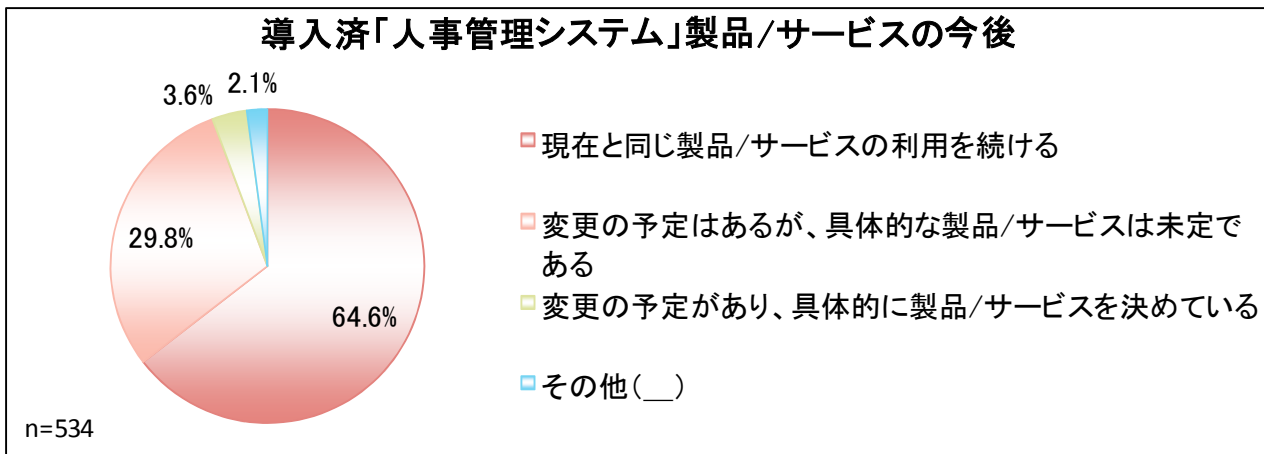 導入済「人事管理システム」製品/サービスの今後
2.1%
3.6%
29.8%
64.6%
現在と同じ製品/サービスの利用を続ける
変更の予定はあるが、具体的な製品/サービスは未定で
ある
変更の予定があり、具体的に製品/サービスを決めている
その他(__)
n=534